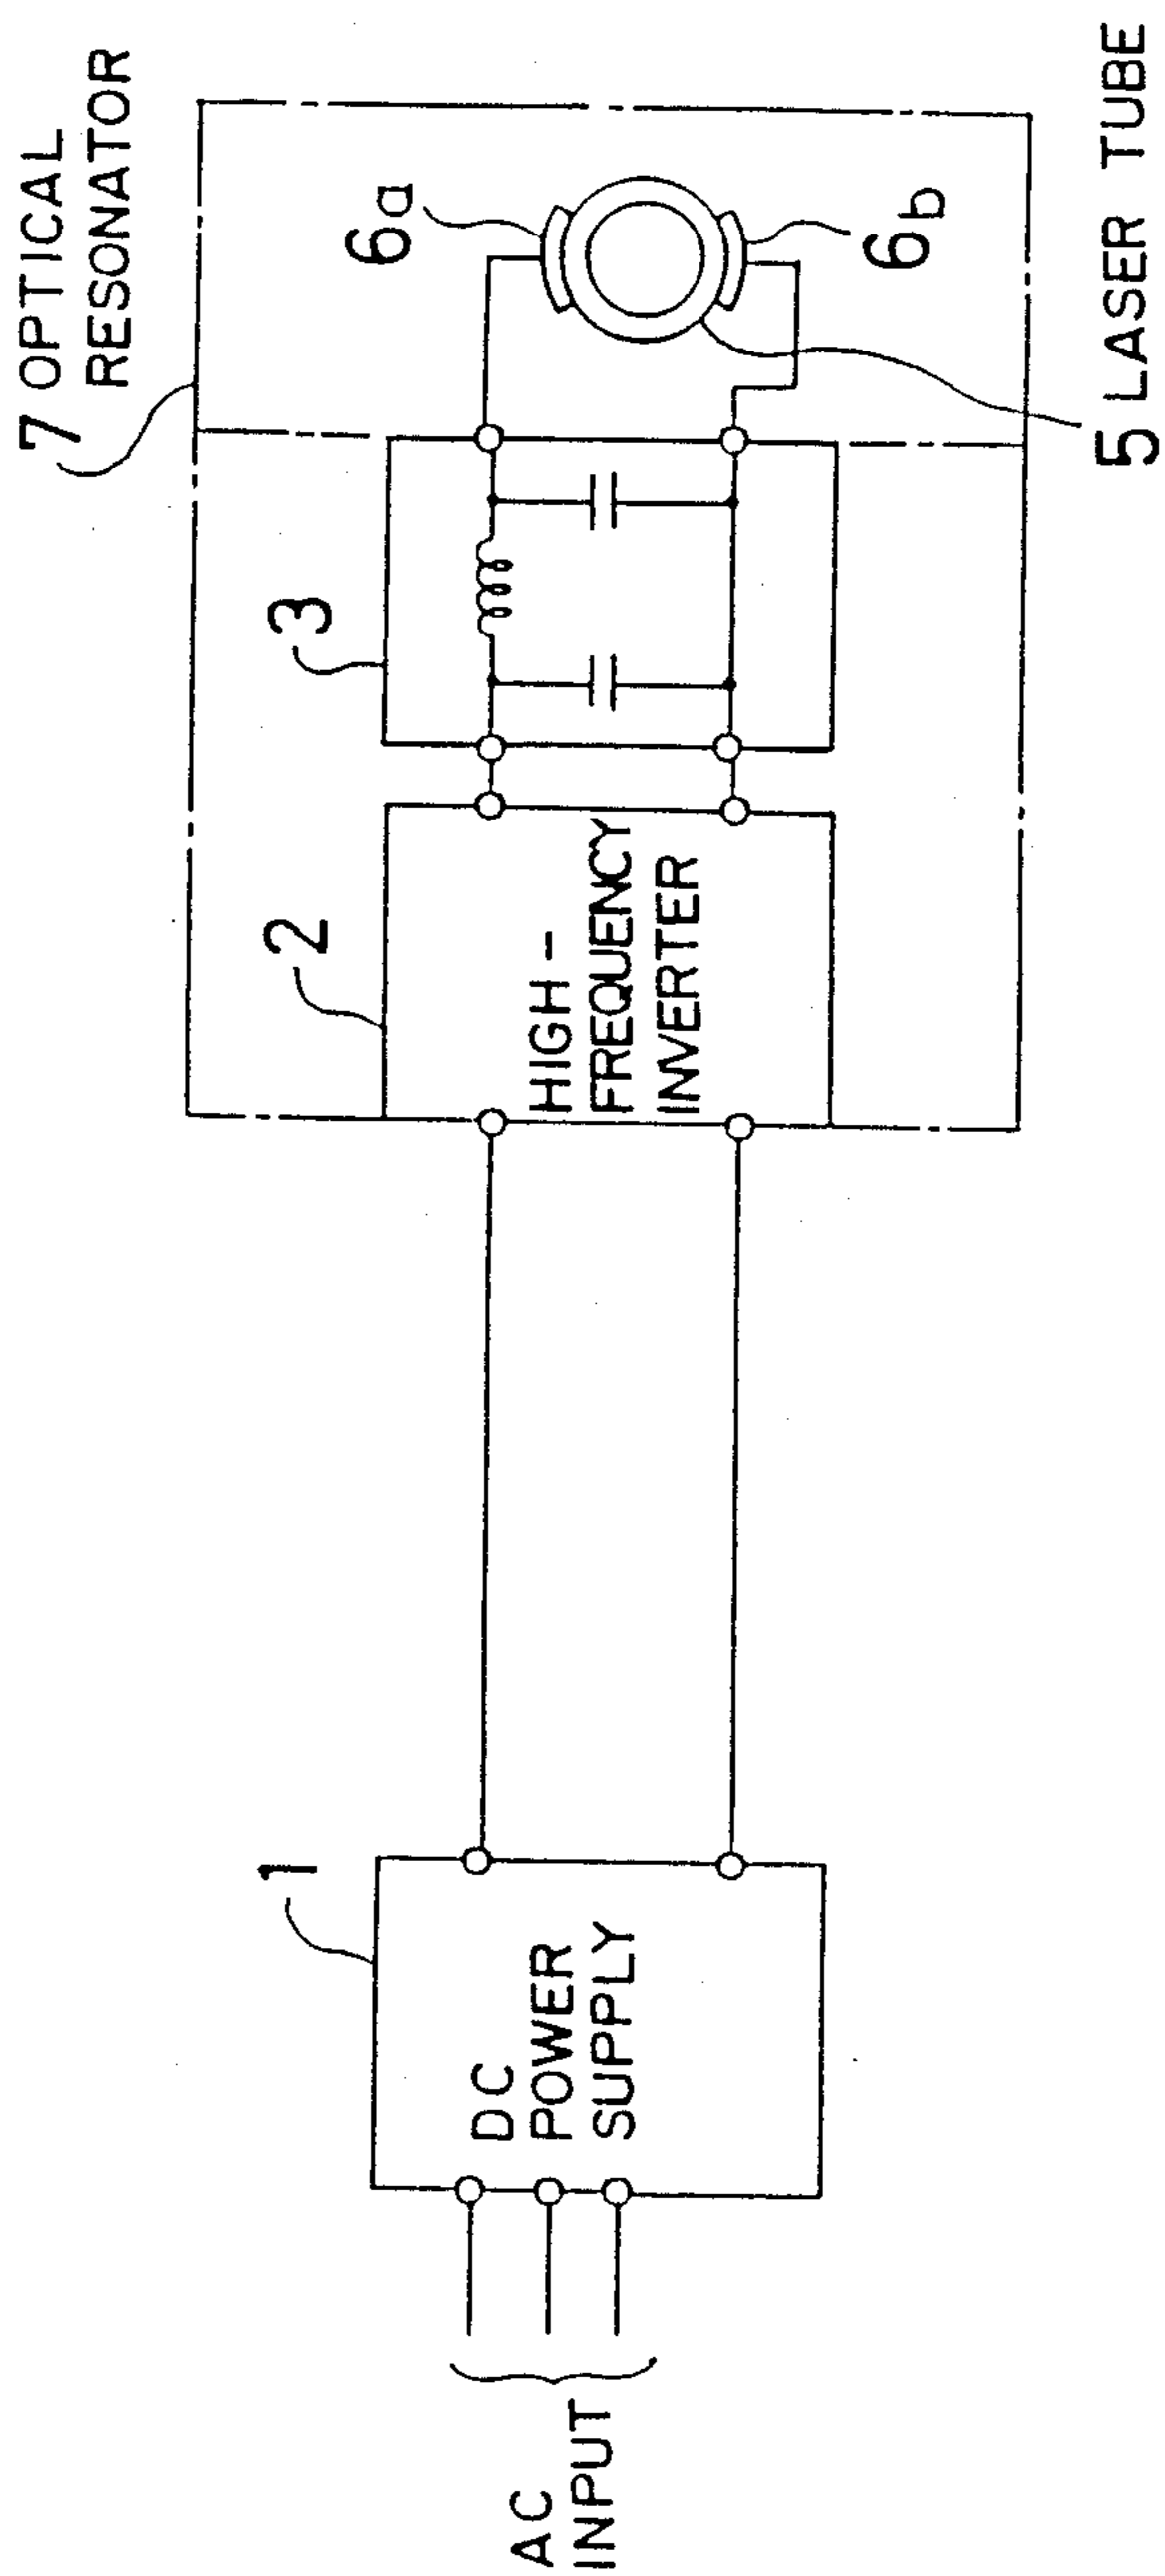 AC
INPUT
1
DC
POWER
SUPPLY
2
HIGH-
FREQUENCY
INVERTER
3
7 OPTICAL
RESONATOR
6a
6b
5 LASER TUBE